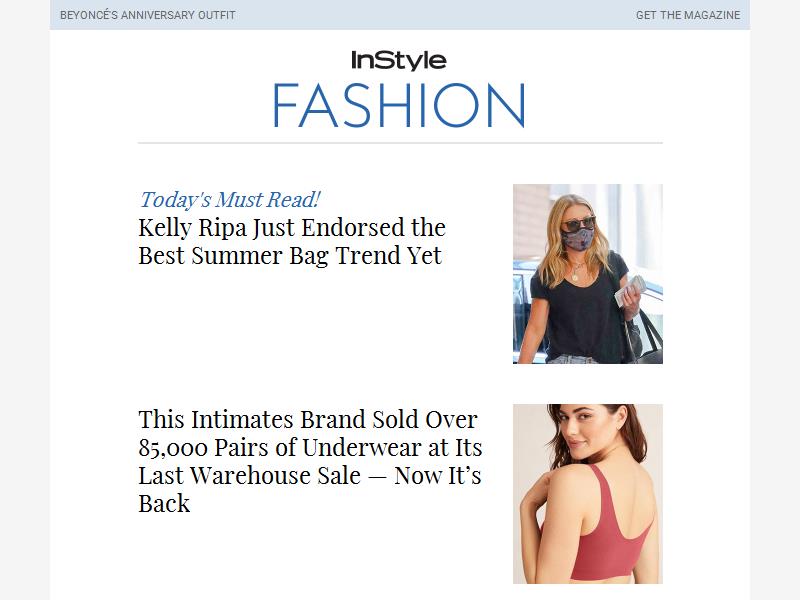 BEYONCÉ'S ANNIVERSARY OUTFIT
GET THE MAGAZINE
InStyle
FASHION
Today's Must Read!
Kelly Ripa Just Endorsed the
Best Summer Bag Trend Yet
This Intimates Brand Sold Over
85,000 Pairs of Underwear at Its
Last Warehouse Sale — Now It’s
Back